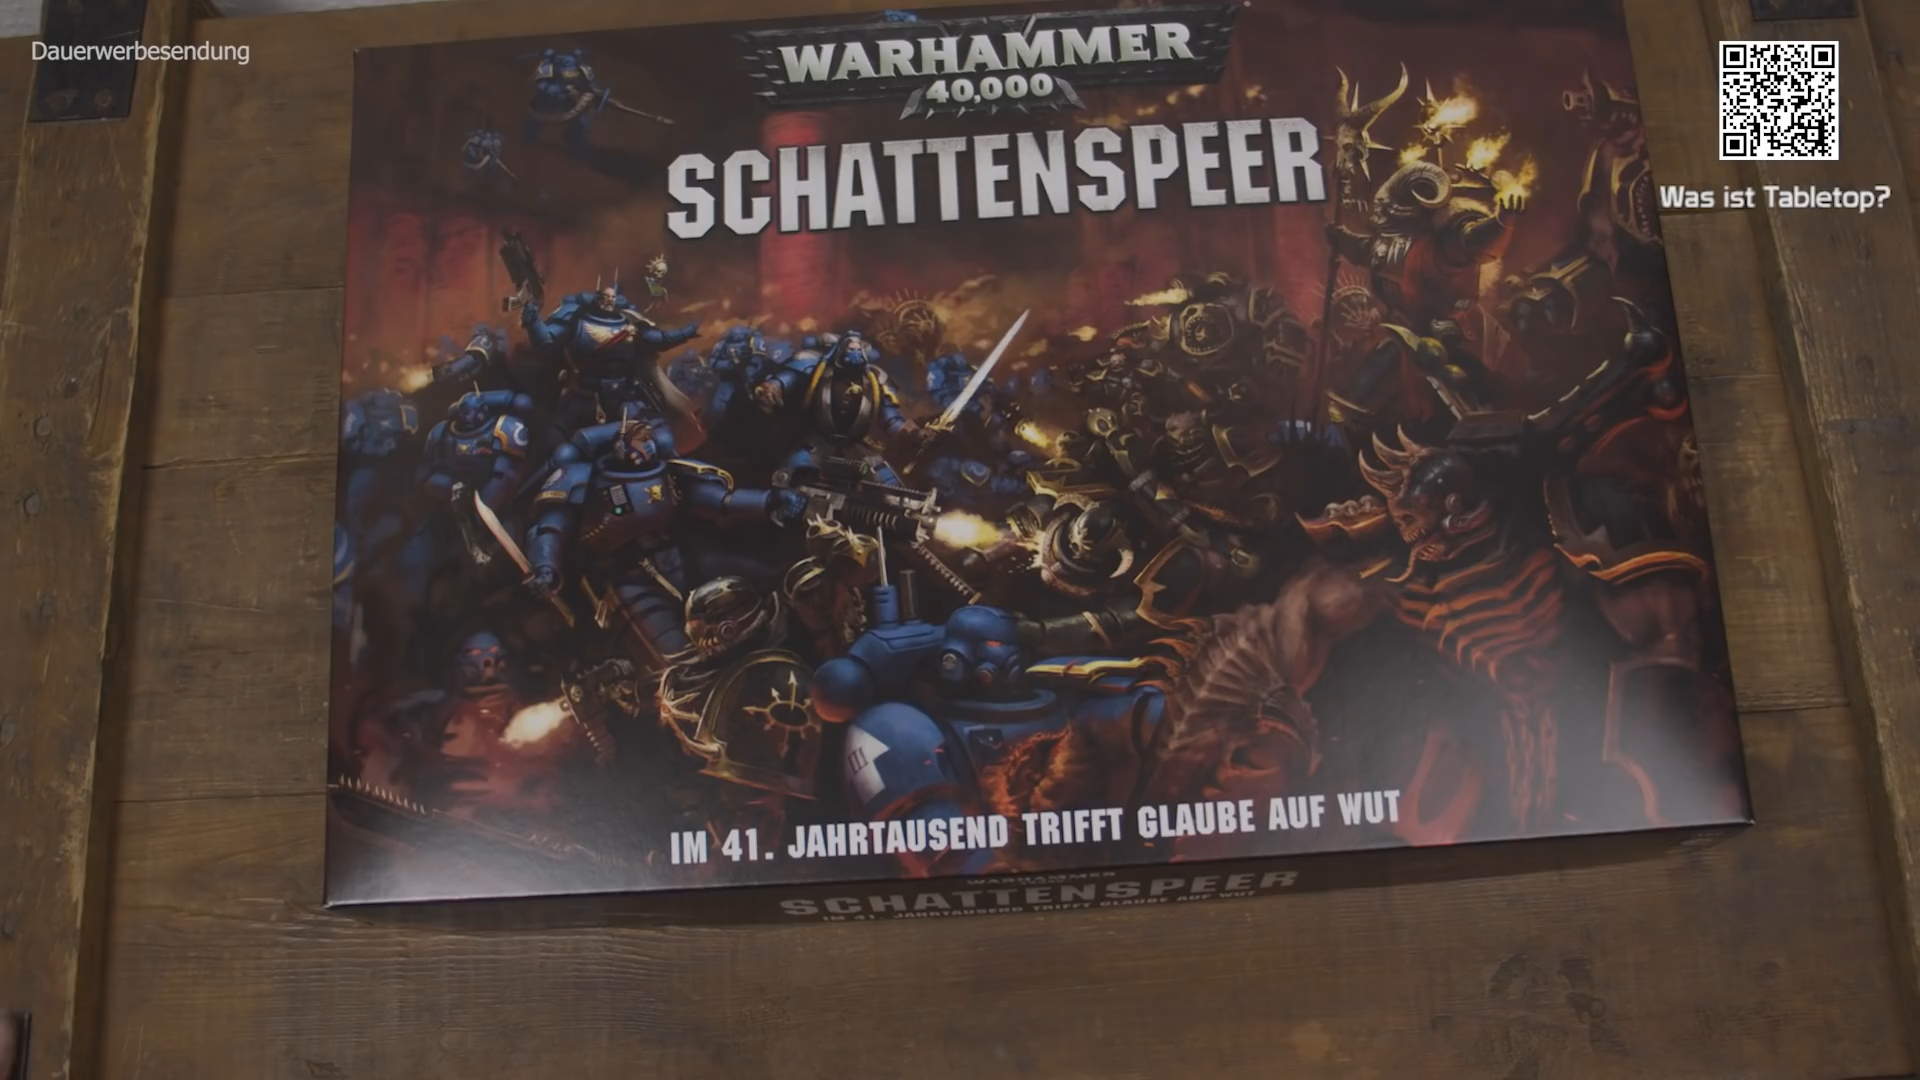 Dauerwerbesendung
WARHAMMER
40,000
SCHATTENSPEER
Was ist Tabletop?
III
IM 41. JAHRTAUSEND TRIFFT GLAUBE AUF WUT
WARHAMMER
SCHATTENSPEER
IM 41. JAHRTAUSEND TRIFFT GLAUBE AUF WUT